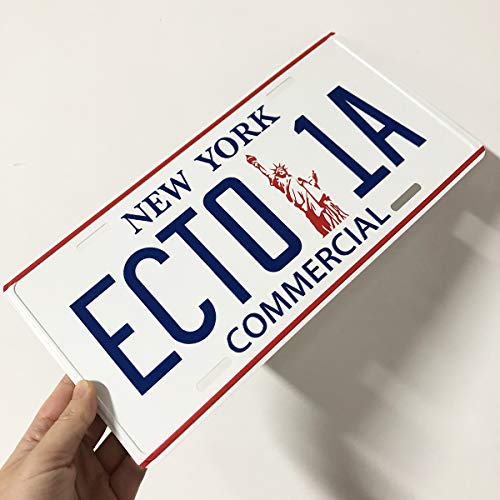 NEW YORK
ECTO 1A
COMMERCIAL